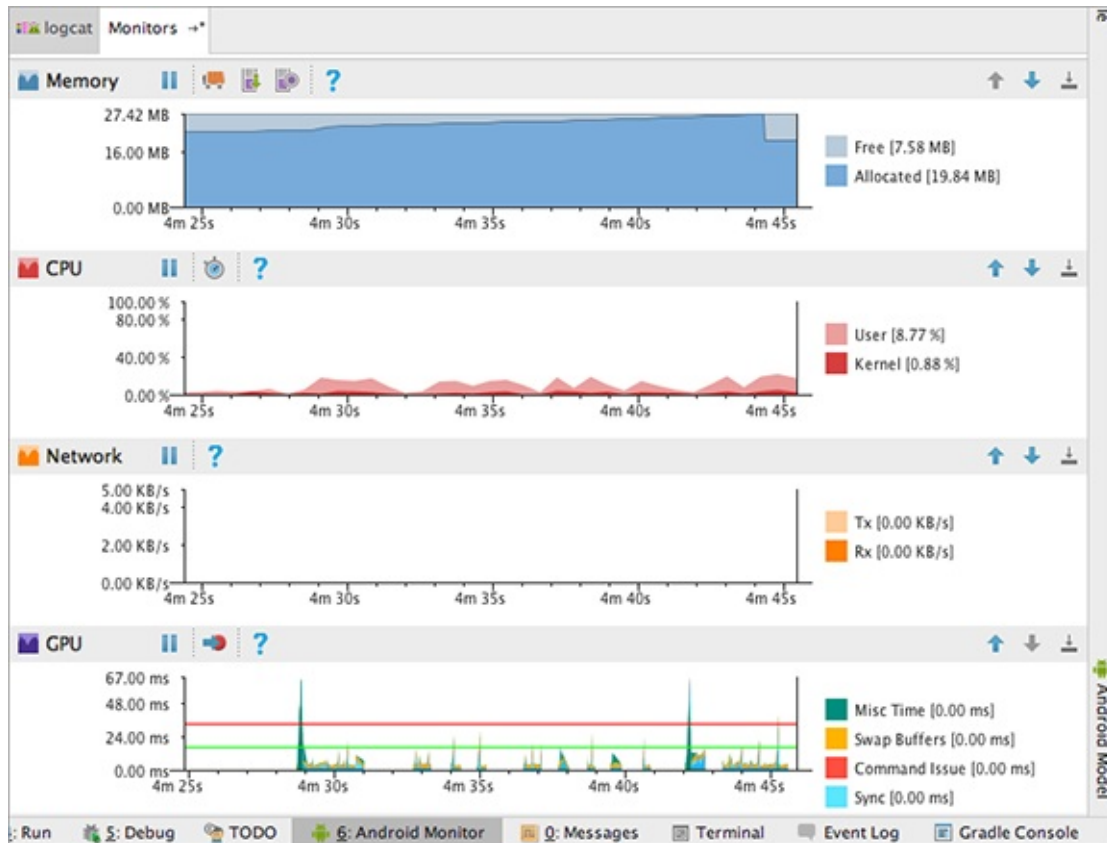 logcat Monitors →*
Memory ?
27.42 MB
16.00 MB
0.00 MB
Free [7.58 MB]
Allocated [19.84 MB]
4m 25s 4m 30s 4m 35s 4m 40s 4m 45s
CPU ?
100.00 %
80.00 %
40.00 %
0.00 %
User [8.77 %]
Kernel [0.88 %]
4m 25s 4m 30s 4m 35s 4m 40s 4m 45s
Network ?
5.00 KB/s
4.00 KB/s
2.00 KB/s
0.00 KB/s
Tx [0.00 KB/s]
Rx [0.00 KB/s]
4m 25s 4m 30s 4m 35s 4m 40s 4m 45s
GPU ?
67.00 ms
48.00 ms
24.00 ms
0.00 ms
Misc Time [0.00 ms]
Swap Buffers [0.00 ms]
Command Issue [0.00 ms]
Sync [0.00 ms]
4m 25s 4m 30s 4m 35s 4m 40s 4m 45s
Android Model
: Run 5: Debug TODO 6: Android Monitor 0: Messages Terminal Event Log Gradle Console